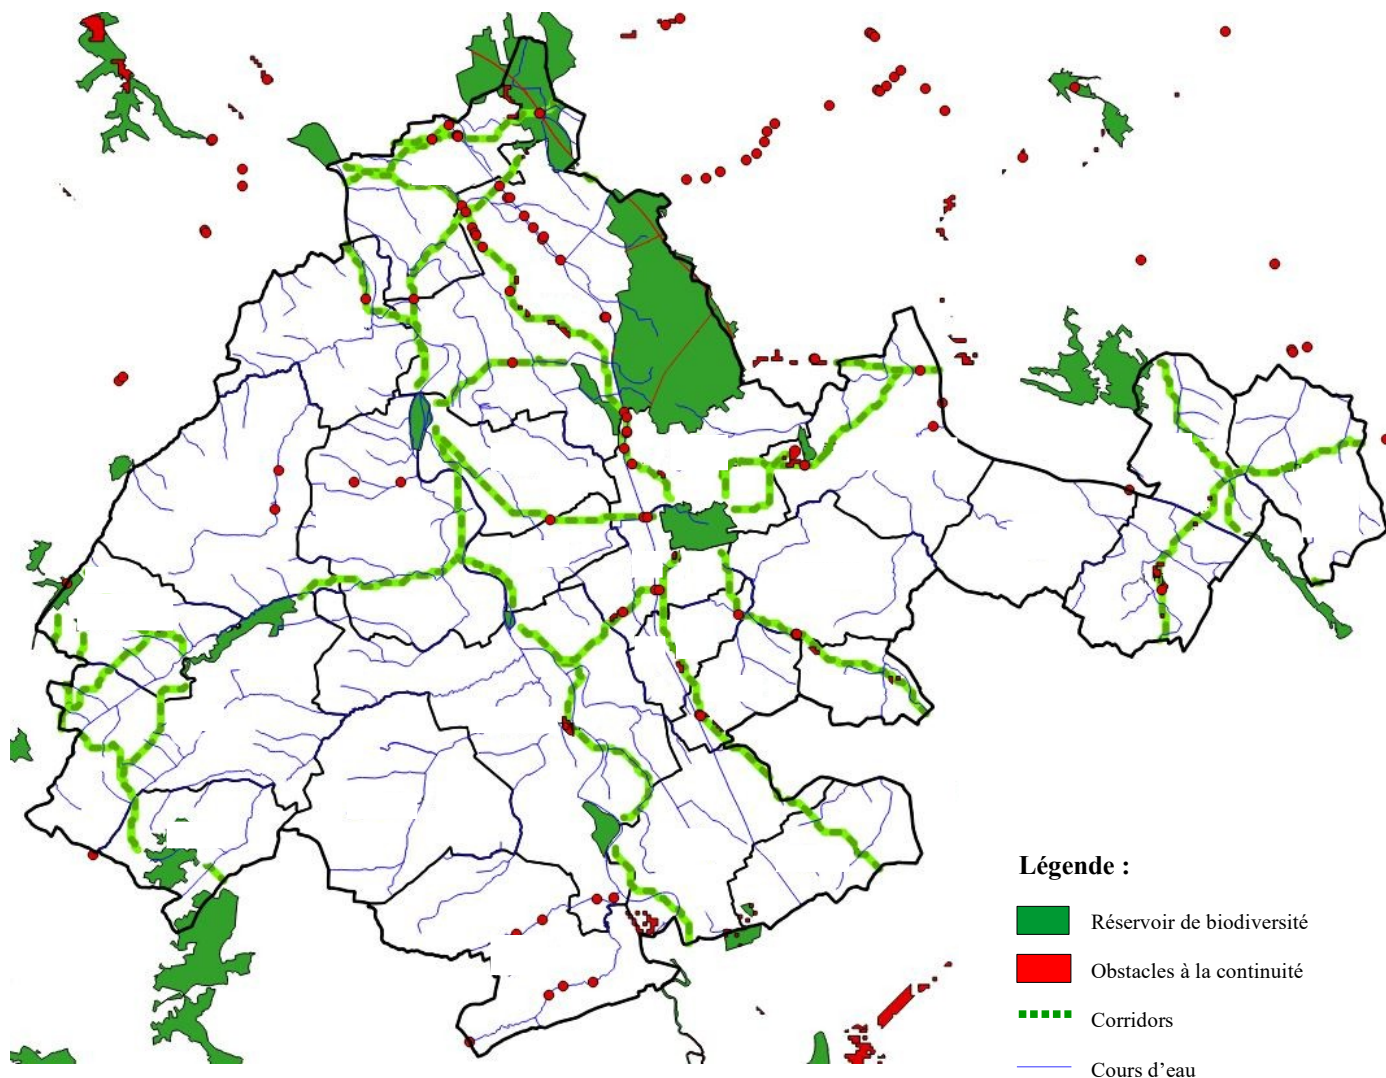 Légende :
Réservoir de biodiversité
Obstacles à la continuité
Corridors
Cours d’eau